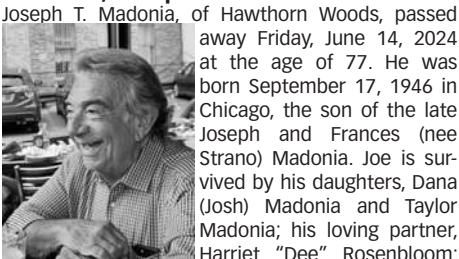 Joseph T. Madonia, of Hawthorn Woods, passed
away Friday, June 14, 2024
at the age of 77. He was
born September 17, 1946 in
Chicago, the son of the late
Joseph and Frances (nee
Strano) Madonia. Joe is sur-
vived by his daughters, Dana
(Josh) Madonia and Taylor
Madonia; his loving partner,
Harriet "Dee" Rosenbloom;